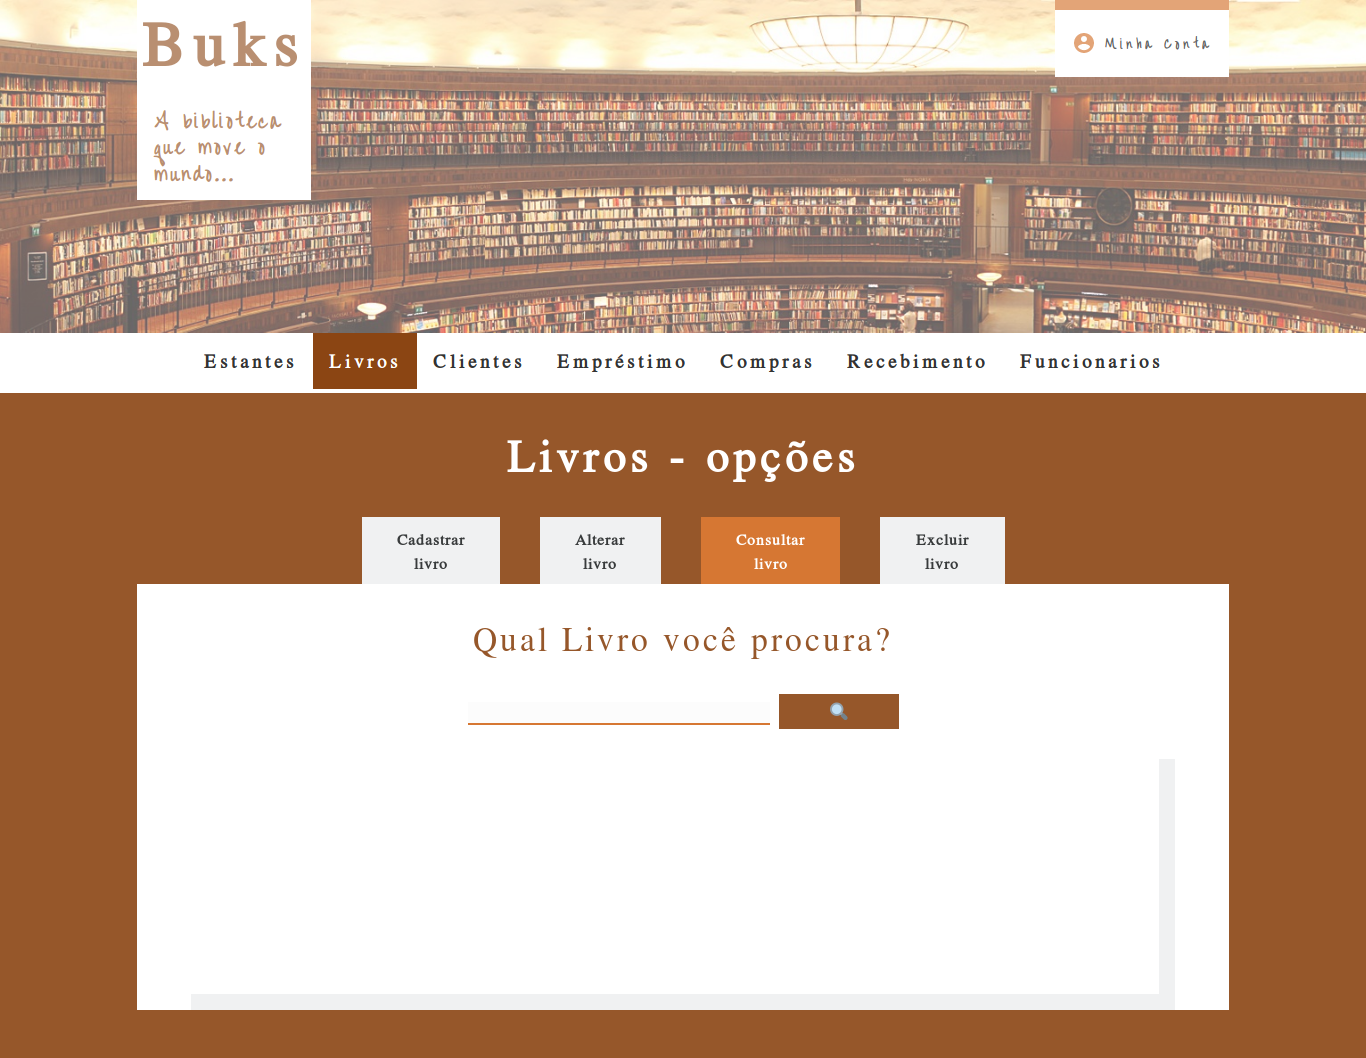 Buks
A biblioteca
que move o
mundo...
Minha conta
Estantes Livros Clientes Empréstimo Compras Recebimento Funcionarios
Livros - opções
Cadastrar
livro
Alterar
livro
Consultar
livro
Excluir
livro
Qual Livro você procura?